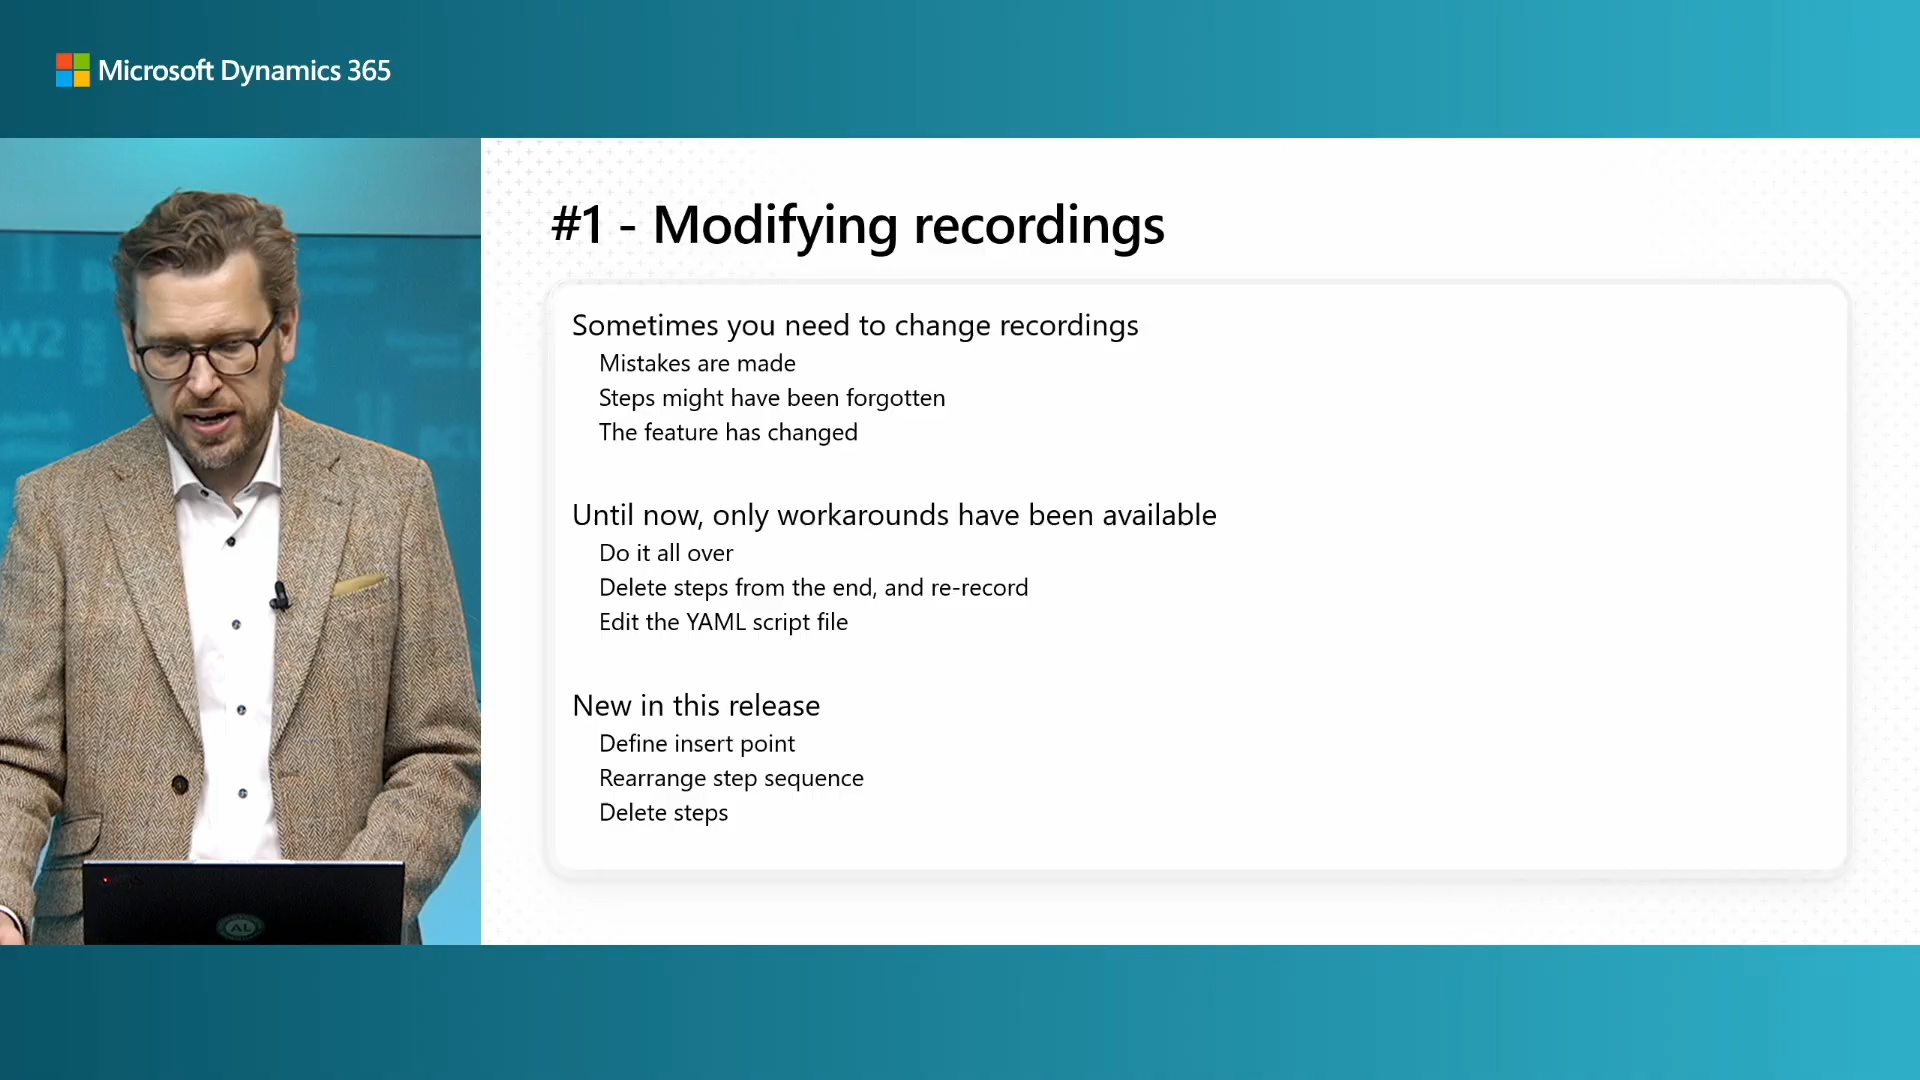 Microsoft Dynamics 365
#1 - Modifying recordings
Sometimes you need to change recordings
Mistakes are made
Steps might have been forgotten
The feature has changed
Until now, only workarounds have been available
Do it all over
Delete steps from the end, and re-record
Edit the YAML script file
New in this release
Define insert point
Rearrange step sequence
Delete steps
W2
AL